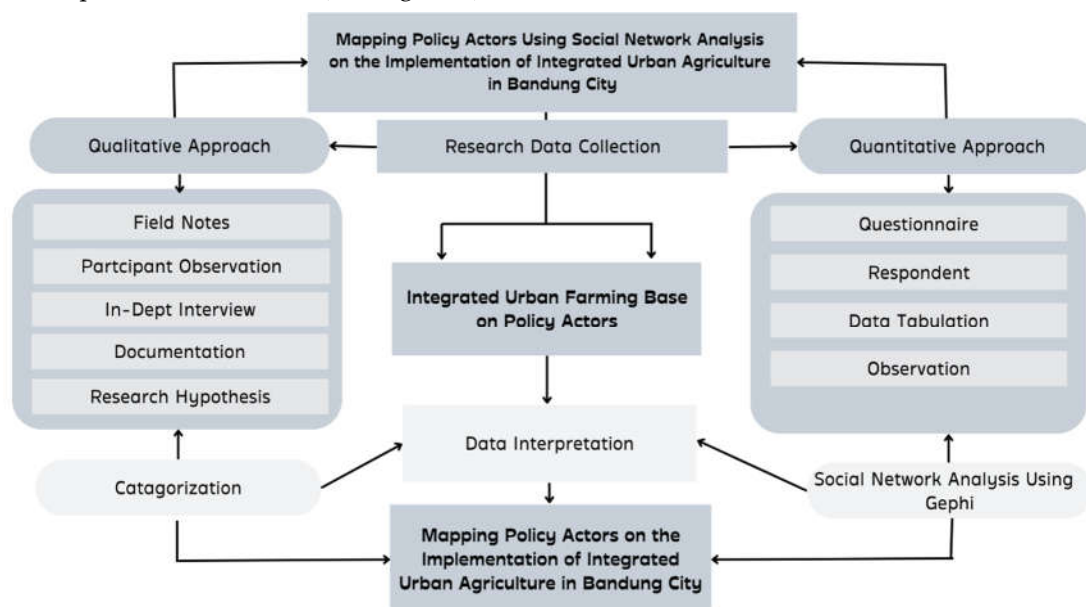 Mapping Policy Actors Using Social Network Analysis
on the Implementation of Integrated Urban Agriculture
in Bandung City
Qualitative Approach
Research Data Collection
Quantitative Approach
Field Notes
Partcipant Observation
In-Dept Interview
Documentation
Research Hypothesis
Questionnaire
Respondent
Data Tabulation
Observation
Integrated Urban Farming Base
on Policy Actors
Data Interpretation
Catagorization
Social Network Analysis Using
Gephi
Mapping Policy Actors on the
Implementation of Integrated
Urban Agriculture in Bandung City